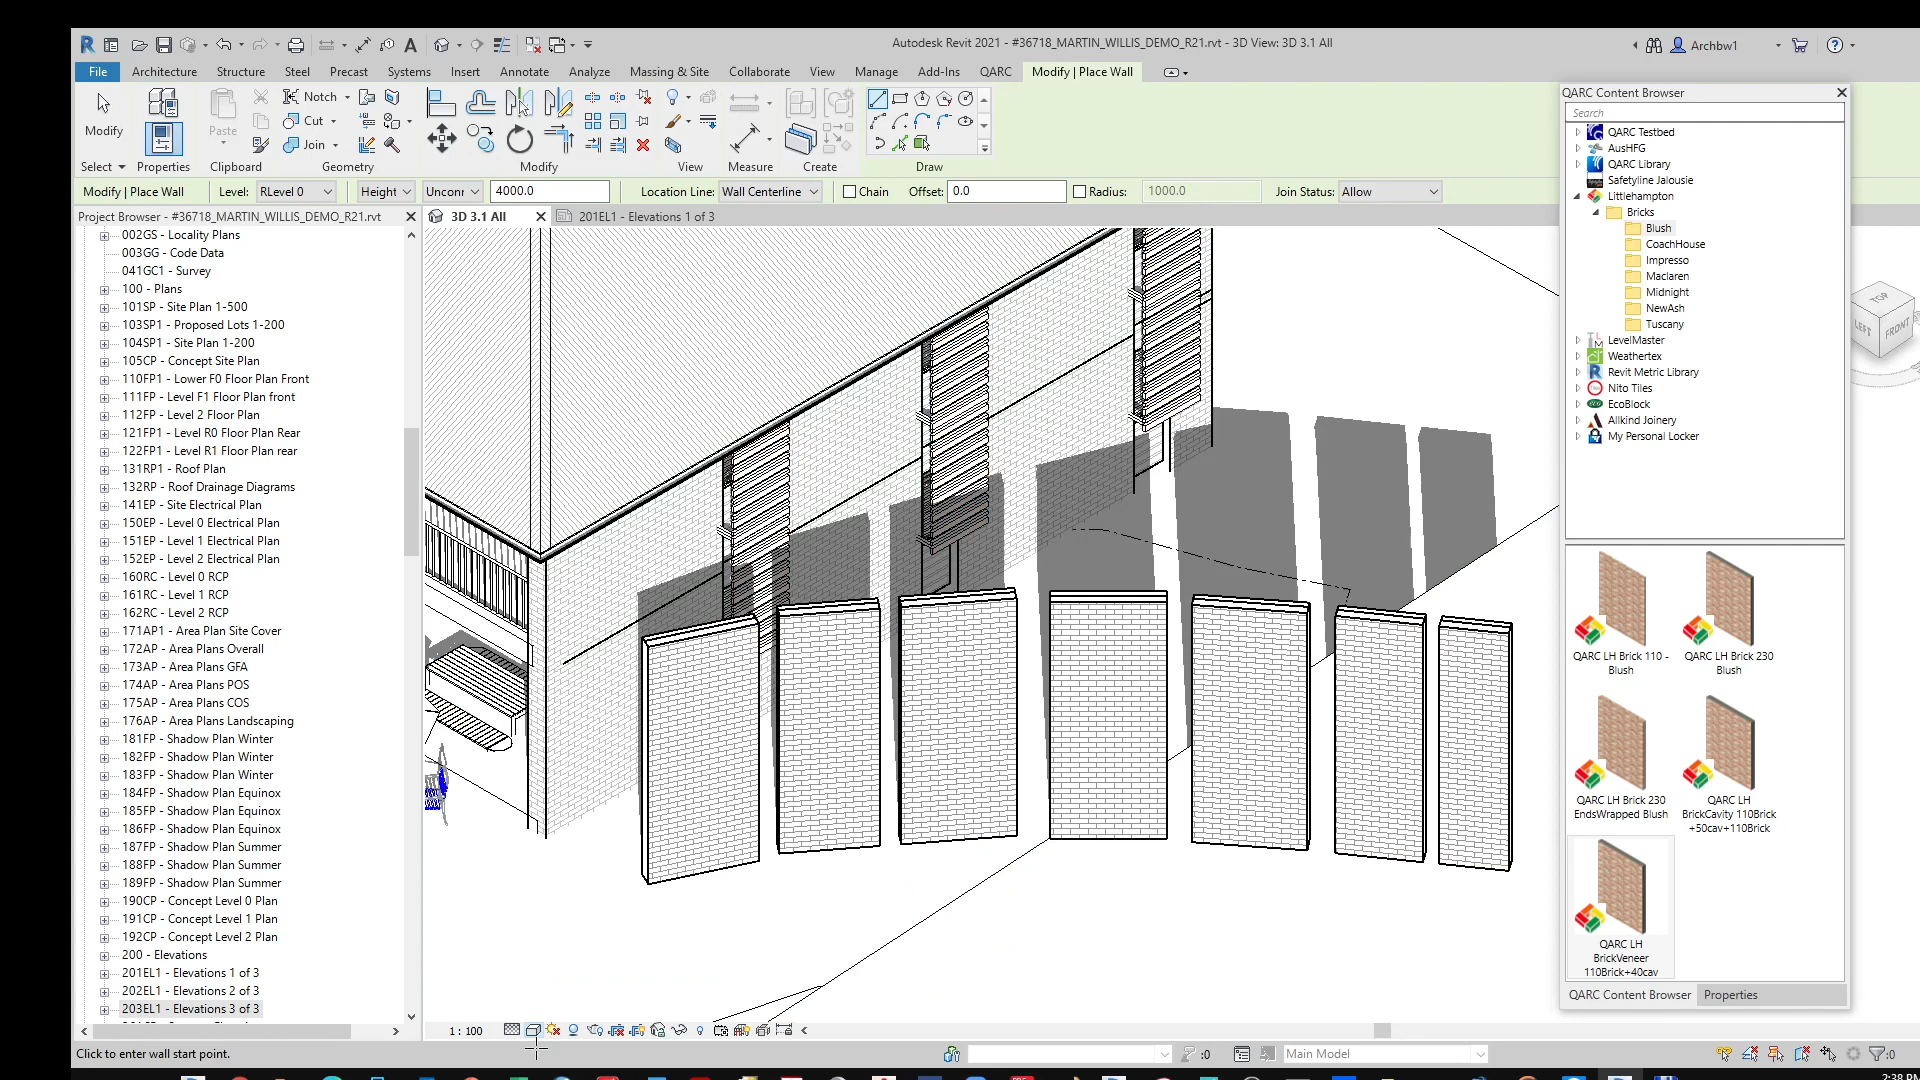 Autodesk Revit 2021 - #36718_MARTIN_WILLIS_DEMO_R21.rvt - 3D View: 3D 3.1 All
Archbw1
File Architecture Structure Steel Precast Systems Insert Annotate Analyze Massing & Site Collaborate View Manage Add-Ins QARC Modify | Place Wall
Modify
Paste
Notch
Cut
Join
Select Properties Clipboard Geometry Modify View Measure Create Draw
Modify | Place Wall Level: RLevel 0 Height Unconr 4000.0 Location Line: Wall Centerline Chain Offset: 0.0 Radius: 1000.0 Join Status: Allow
Project Browser - #36718_MARTIN_WILLIS_DEMO_R21.rvt
3D 3.1 All
201EL1 - Elevations 1 of 3
002GS - Locality Plans
003GG - Code Data
041GC1 - Survey
100 - Plans
101SP - Site Plan 1-500
103SP1 - Proposed Lots 1-200
104SP1 - Site Plan 1-200
105CP - Concept Site Plan
110FP1 - Lower F0 Floor Plan Front
111FP - Level F1 Floor Plan front
112FP - Level 2 Floor Plan
121FP1 - Level R0 Floor Plan Rear
122FP1 - Level R1 Floor Plan rear
131RP1 - Roof Plan
132RP - Roof Drainage Diagrams
141EP - Site Electrical Plan
150EP - Level 0 Electrical Plan
151EP - Level 1 Electrical Plan
152EP - Level 2 Electrical Plan
160RC - Level 0 RCP
161RC - Level 1 RCP
162RC - Level 2 RCP
171AP1 - Area Plan Site Cover
172AP - Area Plans Overall
173AP - Area Plans GFA
174AP - Area Plans POS
175AP - Area Plans COS
176AP - Area Plans Landscaping
181FP - Shadow Plan Winter
182FP - Shadow Plan Winter
183FP - Shadow Plan Winter
184FP - Shadow Plan Equinox
185FP - Shadow Plan Equinox
186FP - Shadow Plan Equinox
187FP - Shadow Plan Summer
188FP - Shadow Plan Summer
189FP - Shadow Plan Summer
190CP - Concept Level 0 Plan
191CP - Concept Level 1 Plan
192CP - Concept Level 2 Plan
200 - Elevations
201EL1 - Elevations 1 of 3
202EL1 - Elevations 2 of 3
203EL1 - Elevations 3 of 3
TOP
LEFT
FRONT
QARC Content Browser
Search
QARC Testbed
AusHFG
QARC Library
Safetyline Jalousie
Littlehampton
Bricks
Blush
CoachHouse
Impresso
Maclaren
Midnight
NewAsh
Tuscany
LevelMaster
Weathertex
Revit Metric Library
Nito Tiles
EcoBlock
Allkind Joinery
My Personal Locker
QARC LH Brick 110 -
Blush
QARC LH Brick 230
Blush
QARC LH Brick 230
EndsWrapped Blush
QARC LH
BrickCavity 110Brick
+50cav+110Brick
QARC LH
BrickVeneer
110Brick+40cav
QARC Content Browser Properties
1 : 100
Click to enter wall start point.
:0
Main Model
:0
2:38 PM